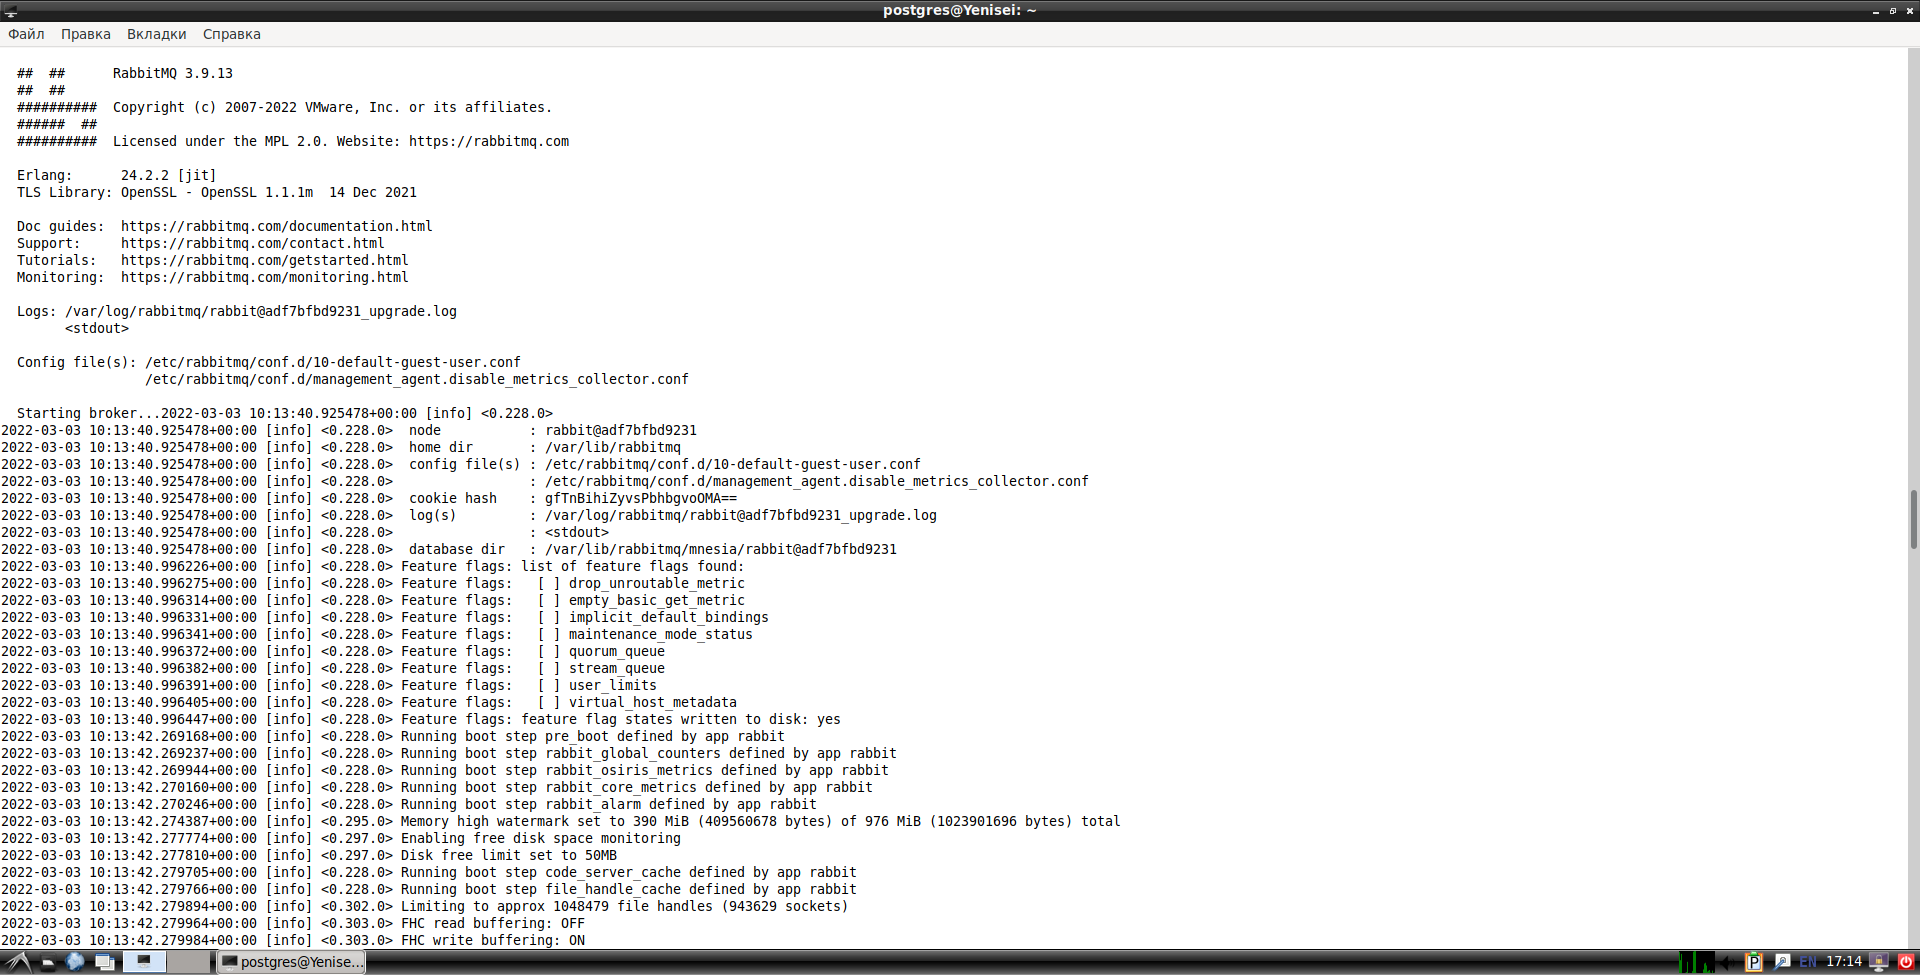 postgres@Yenisei: ~
Файл Правка Вкладки Справка
## ## RabbitMQ 3.9.13
## ##
########## Copyright (c) 2007-2022 VMware, Inc. or its affiliates.
###### ##
########## Licensed under the MPL 2.0. Website: https://rabbitmq.com
Erlang: 24.2.2 [jit]
TLS Library: OpenSSL - OpenSSL 1.1.1m 14 Dec 2021
Doc guides: https://rabbitmq.com/documentation.html
Support: https://rabbitmq.com/contact.html
Tutorials: https://rabbitmq.com/getstarted.html
Monitoring: https://rabbitmq.com/monitoring.html
Logs: /var/log/rabbitmq/rabbit@adf7bfbd9231_upgrade.log
<stdout>
Config file(s): /etc/rabbitmq/conf.d/10-default-guest-user.conf
/etc/rabbitmq/conf.d/management_agent.disable_metrics_collector.conf
Starting broker...2022-03-03 10:13:40.925478+00:00 [info] <0.228.0>
2022-03-03 10:13:40.925478+00:00 [info] <0.228.0> node : rabbit@adf7bfbd9231
2022-03-03 10:13:40.925478+00:00 [info] <0.228.0> home dir : /var/lib/rabbitmq
2022-03-03 10:13:40.925478+00:00 [info] <0.228.0> config file(s) : /etc/rabbitmq/conf.d/10-default-guest-user.conf
2022-03-03 10:13:40.925478+00:00 [info] <0.228.0> : /etc/rabbitmq/conf.d/management_agent.disable_metrics_collector.conf
2022-03-03 10:13:40.925478+00:00 [info] <0.228.0> cookie hash : gfTnBihiZyvsPbhbgvoOMA==
2022-03-03 10:13:40.925478+00:00 [info] <0.228.0> log(s) : /var/log/rabbitmq/rabbit@adf7bfbd9231_upgrade.log
2022-03-03 10:13:40.925478+00:00 [info] <0.228.0> : <stdout>
2022-03-03 10:13:40.925478+00:00 [info] <0.228.0> database dir : /var/lib/rabbitmq/mnesia/rabbit@adf7bfbd9231
2022-03-03 10:13:40.996226+00:00 [info] <0.228.0> Feature flags: list of feature flags found:
2022-03-03 10:13:40.996275+00:00 [info] <0.228.0> Feature flags: [ ] drop_unroutable_metric
2022-03-03 10:13:40.996314+00:00 [info] <0.228.0> Feature flags: [ ] empty_basic_get_metric
2022-03-03 10:13:40.996331+00:00 [info] <0.228.0> Feature flags: [ ] implicit_default_bindings
2022-03-03 10:13:40.996341+00:00 [info] <0.228.0> Feature flags: [ ] maintenance_mode_status
2022-03-03 10:13:40.996372+00:00 [info] <0.228.0> Feature flags: [ ] quorum_queue
2022-03-03 10:13:40.996382+00:00 [info] <0.228.0> Feature flags: [ ] stream_queue
2022-03-03 10:13:40.996391+00:00 [info] <0.228.0> Feature flags: [ ] user_limits
2022-03-03 10:13:40.996405+00:00 [info] <0.228.0> Feature flags: [ ] virtual_host_metadata
2022-03-03 10:13:40.996447+00:00 [info] <0.228.0> Feature flags: feature flag states written to disk: yes
2022-03-03 10:13:42.269168+00:00 [info] <0.228.0> Running boot step pre_boot defined by app rabbit
2022-03-03 10:13:42.269237+00:00 [info] <0.228.0> Running boot step rabbit_global_counters defined by app rabbit
2022-03-03 10:13:42.269944+00:00 [info] <0.228.0> Running boot step rabbit_osiris_metrics defined by app rabbit
2022-03-03 10:13:42.270160+00:00 [info] <0.228.0> Running boot step rabbit_core_metrics defined by app rabbit
2022-03-03 10:13:42.270246+00:00 [info] <0.228.0> Running boot step rabbit_alarm defined by app rabbit
2022-03-03 10:13:42.274387+00:00 [info] <0.295.0> Memory high watermark set to 390 MiB (409560678 bytes) of 976 MiB (1023901696 bytes) total
2022-03-03 10:13:42.277774+00:00 [info] <0.297.0> Enabling free disk space monitoring
2022-03-03 10:13:42.277810+00:00 [info] <0.297.0> Disk free limit set to 50MB
2022-03-03 10:13:42.279705+00:00 [info] <0.228.0> Running boot step code_server_cache defined by app rabbit
2022-03-03 10:13:42.279766+00:00 [info] <0.228.0> Running boot step file_handle_cache defined by app rabbit
2022-03-03 10:13:42.279894+00:00 [info] <0.302.0> Limiting to approx 1048479 file handles (943629 sockets)
2022-03-03 10:13:42.279964+00:00 [info] <0.303.0> FHC read buffering: OFF
2022-03-03 10:13:42.279984+00:00 [info] <0.303.0> FHC write buffering: ON
postgres@Yenise... P EN 17:14